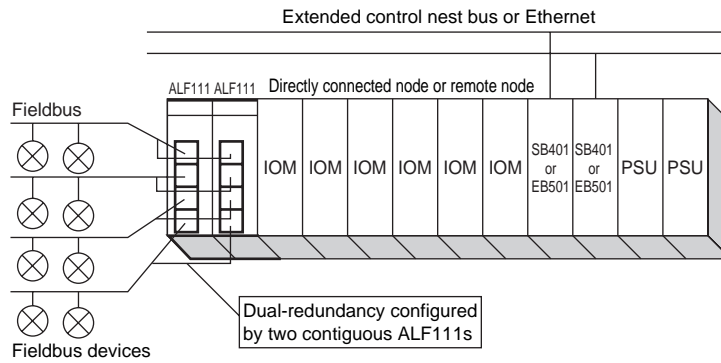 Extended control nest bus or Ethernet
ALF111 ALF111 Directly connected node or remote node
Fieldbus
IOM IOM IOM IOM IOM IOM
SB401 or EB501
SB401 or EB501
PSU PSU
Dual-redundancy configured
by two contiguous ALF111s
Fieldbus devices